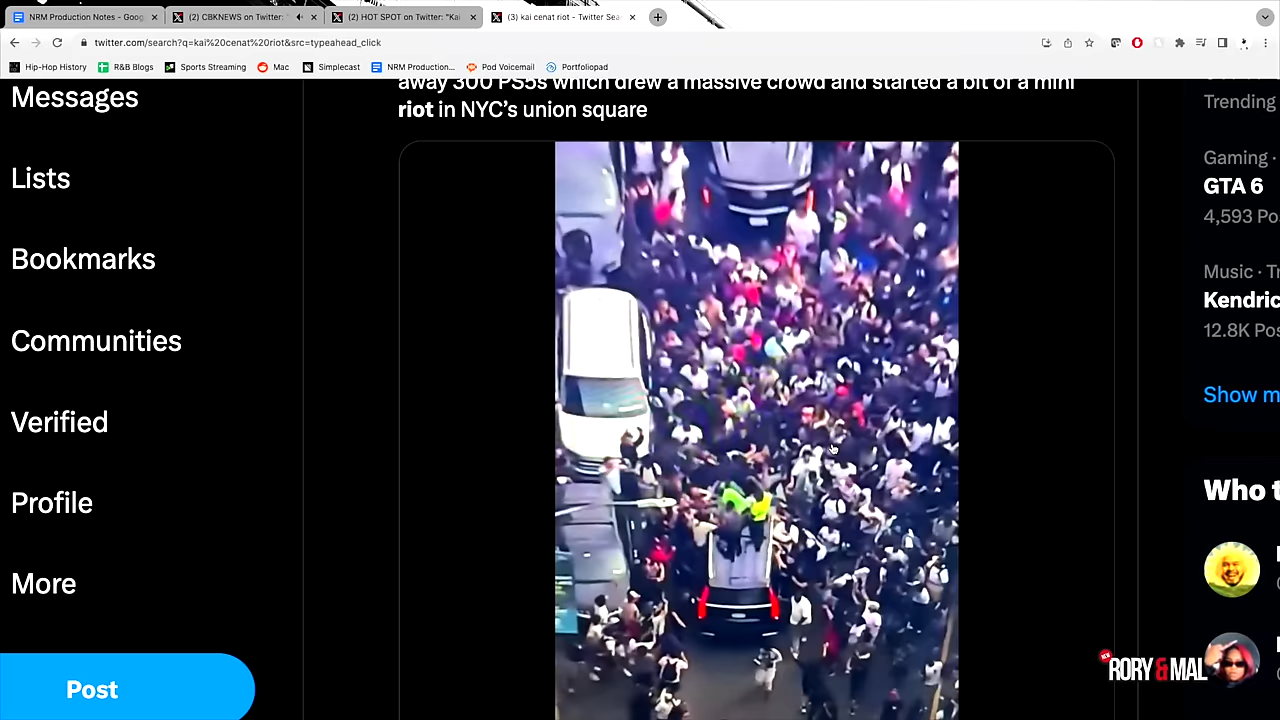 NRM Production Notes - Goog
(2) CBKNEWS on Twitter: "
(2) HOT SPOT on Twitter: "Kai
(3) kai cenat riot - Twitter Sea
twitter.com/search?q=kai%20cenat%20riot&src=typeahead_click
Hip-Hop History
R&B Blogs
Sports Streaming
Mac
Simplecast
NRM Production...
Pod Voicemail
Portfoliopad
Messages
Lists
Bookmarks
Communities
Verified
Profile
More
Post
away 300 PS5s which drew a massive crowd and started a bit of a mini
riot in NYC's union square
Trending
Gaming ·
GTA 6
4,593 Po
Music · Tr
Kendric
12.8K Pos
Show m
Who t
NEW
RORY & MAL